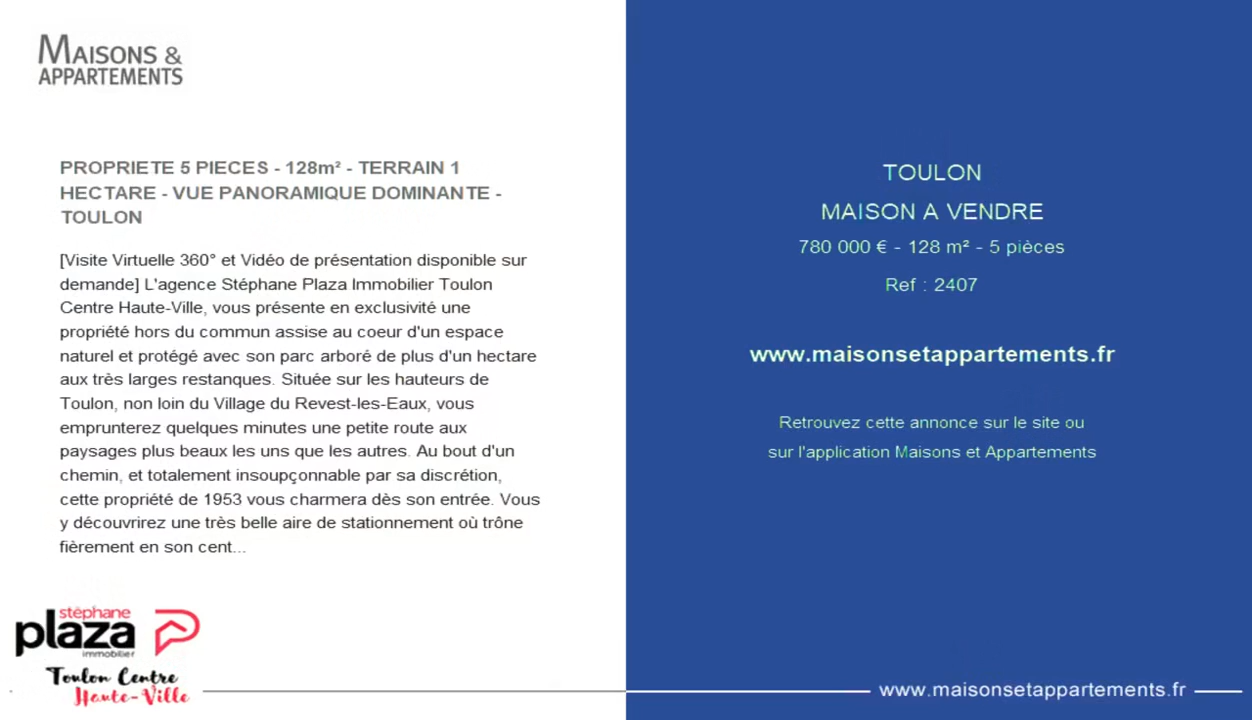 MAISONS &
APPARTEMENTS
PROPRIETE 5 PIECES - 128m² - TERRAIN 1
HECTARE - VUE PANORAMIQUE DOMINANTE -
TOULON
[Visite Virtuelle 360° et Vidéo de présentation disponible sur
demande] L'agence Stéphane Plaza Immobilier Toulon
Centre Haute-Ville, vous présente en exclusivité une
propriété hors du commun assise au coeur d'un espace
naturel et protégé avec son parc arboré de plus d'un hectare
aux très larges restanques. Située sur les hauteurs de
Toulon, non loin du Village du Revest-les-Eaux, vous
emprunterez quelques minutes une petite route aux
paysages plus beaux les uns que les autres. Au bout d'un
chemin, et totalement insoupçonnable par sa discrétion,
cette propriété de 1953 vous charmera dès son entrée. Vous
y découvrirez une très belle aire de stationnement où trône
fièrement en son cent...
stéphane
plaza
immobilier
Toulon Centre
Haute-Ville
TOULON
MAISON A VENDRE
780 000 € - 128 m² - 5 pièces
Ref : 2407
www.maisonsetappartements.fr
Retrouvez cette annonce sur le site ou
sur l'application Maisons et Appartements
www.maisonsetappartements.fr